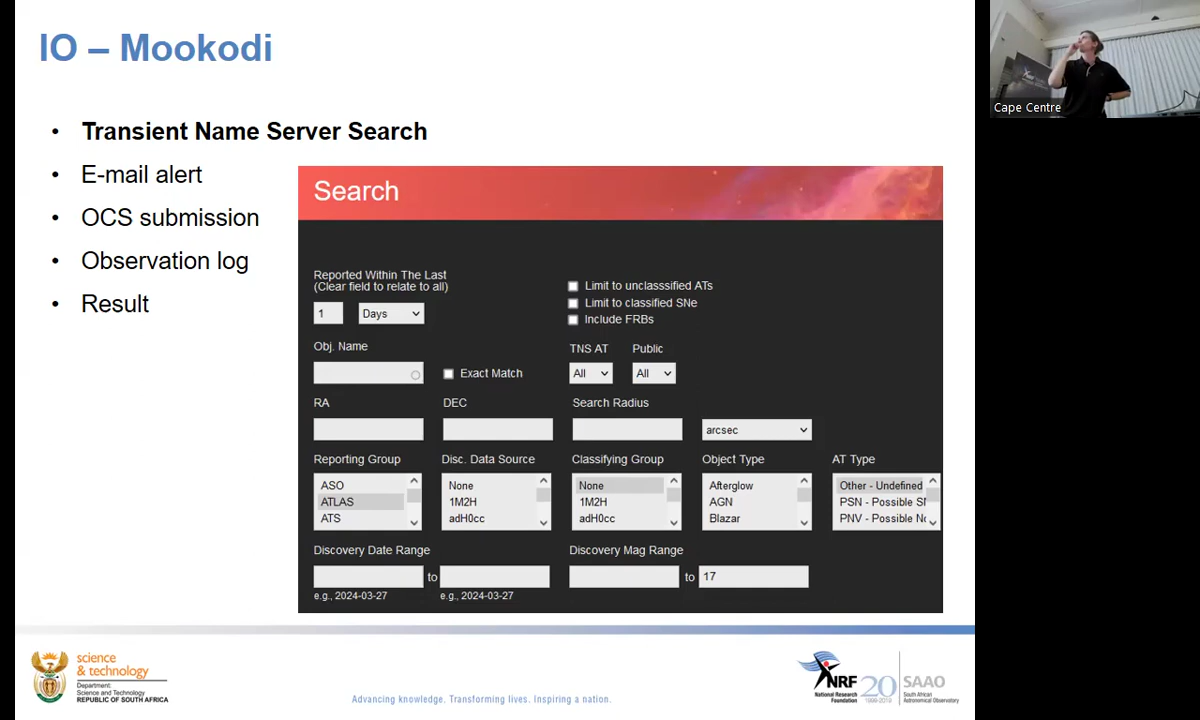 IO – Mookodi
• Transient Name Server Search
• E-mail alert
• OCS submission
• Observation log
• Result
Search
Reported Within The Last
(Clear field to relate to all)
1 Days
Limit to unclasssified ATs
Limit to classified SNe
Include FRBs
Obj. Name
Exact Match
TNS AT Public
All All
RA DEC Search Radius
arcsec
Reporting Group Disc. Data Source Classifying Group Object Type AT Type
ASO None None Afterglow Other - Undefined
ATLAS 1M2H 1M2H AGN PSN - Possible SN
ATS adH0cc adH0cc Blazar PNV - Possible No
Discovery Date Range Discovery Mag Range
to to 17
e.g., 2024-03-27 e.g., 2024-03-27
science
& technology
Department:
Science and Technology
REPUBLIC OF SOUTH AFRICA
Advancing knowledge. Transforming lives. Inspiring a nation.
NRF
National Research
Foundation
20
SAAO
South African
Astronomical Observatory
Cape Centre